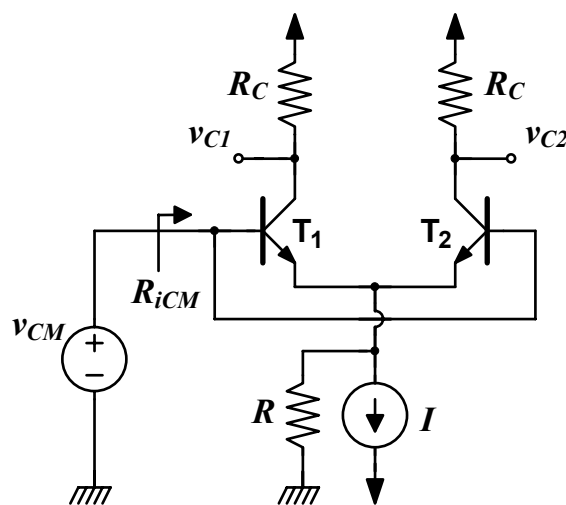 R_C R_C
v_C1 v_C2
T_1 T_2
R_iCM
v_CM + −
R I